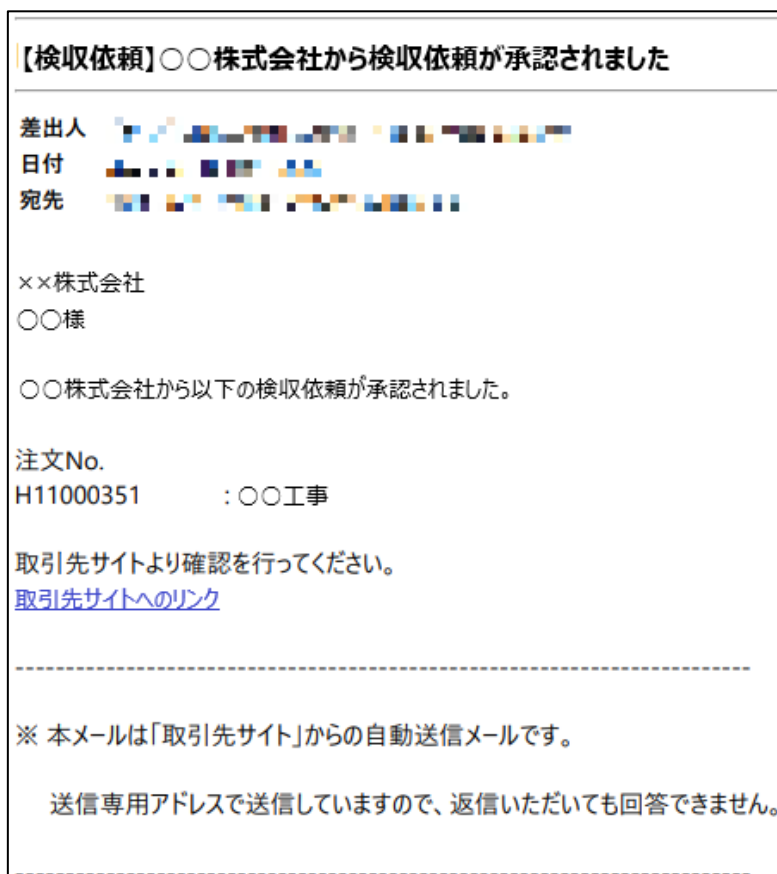 【検収依頼】○○株式会社から検収依頼が承認されました
差出人
日付
宛先
××株式会社
○○様
○○株式会社から以下の検収依頼が承認されました。
注文No.
H11000351 : ○○工事
取引先サイトより確認を行ってください。
取引先サイトへのリンク
--------------------------------------------------------------------------
※ 本メールは「取引先サイト」からの自動送信メールです。
送信専用アドレスで送信していますので、返信いただいても回答できません。
--------------------------------------------------------------------------